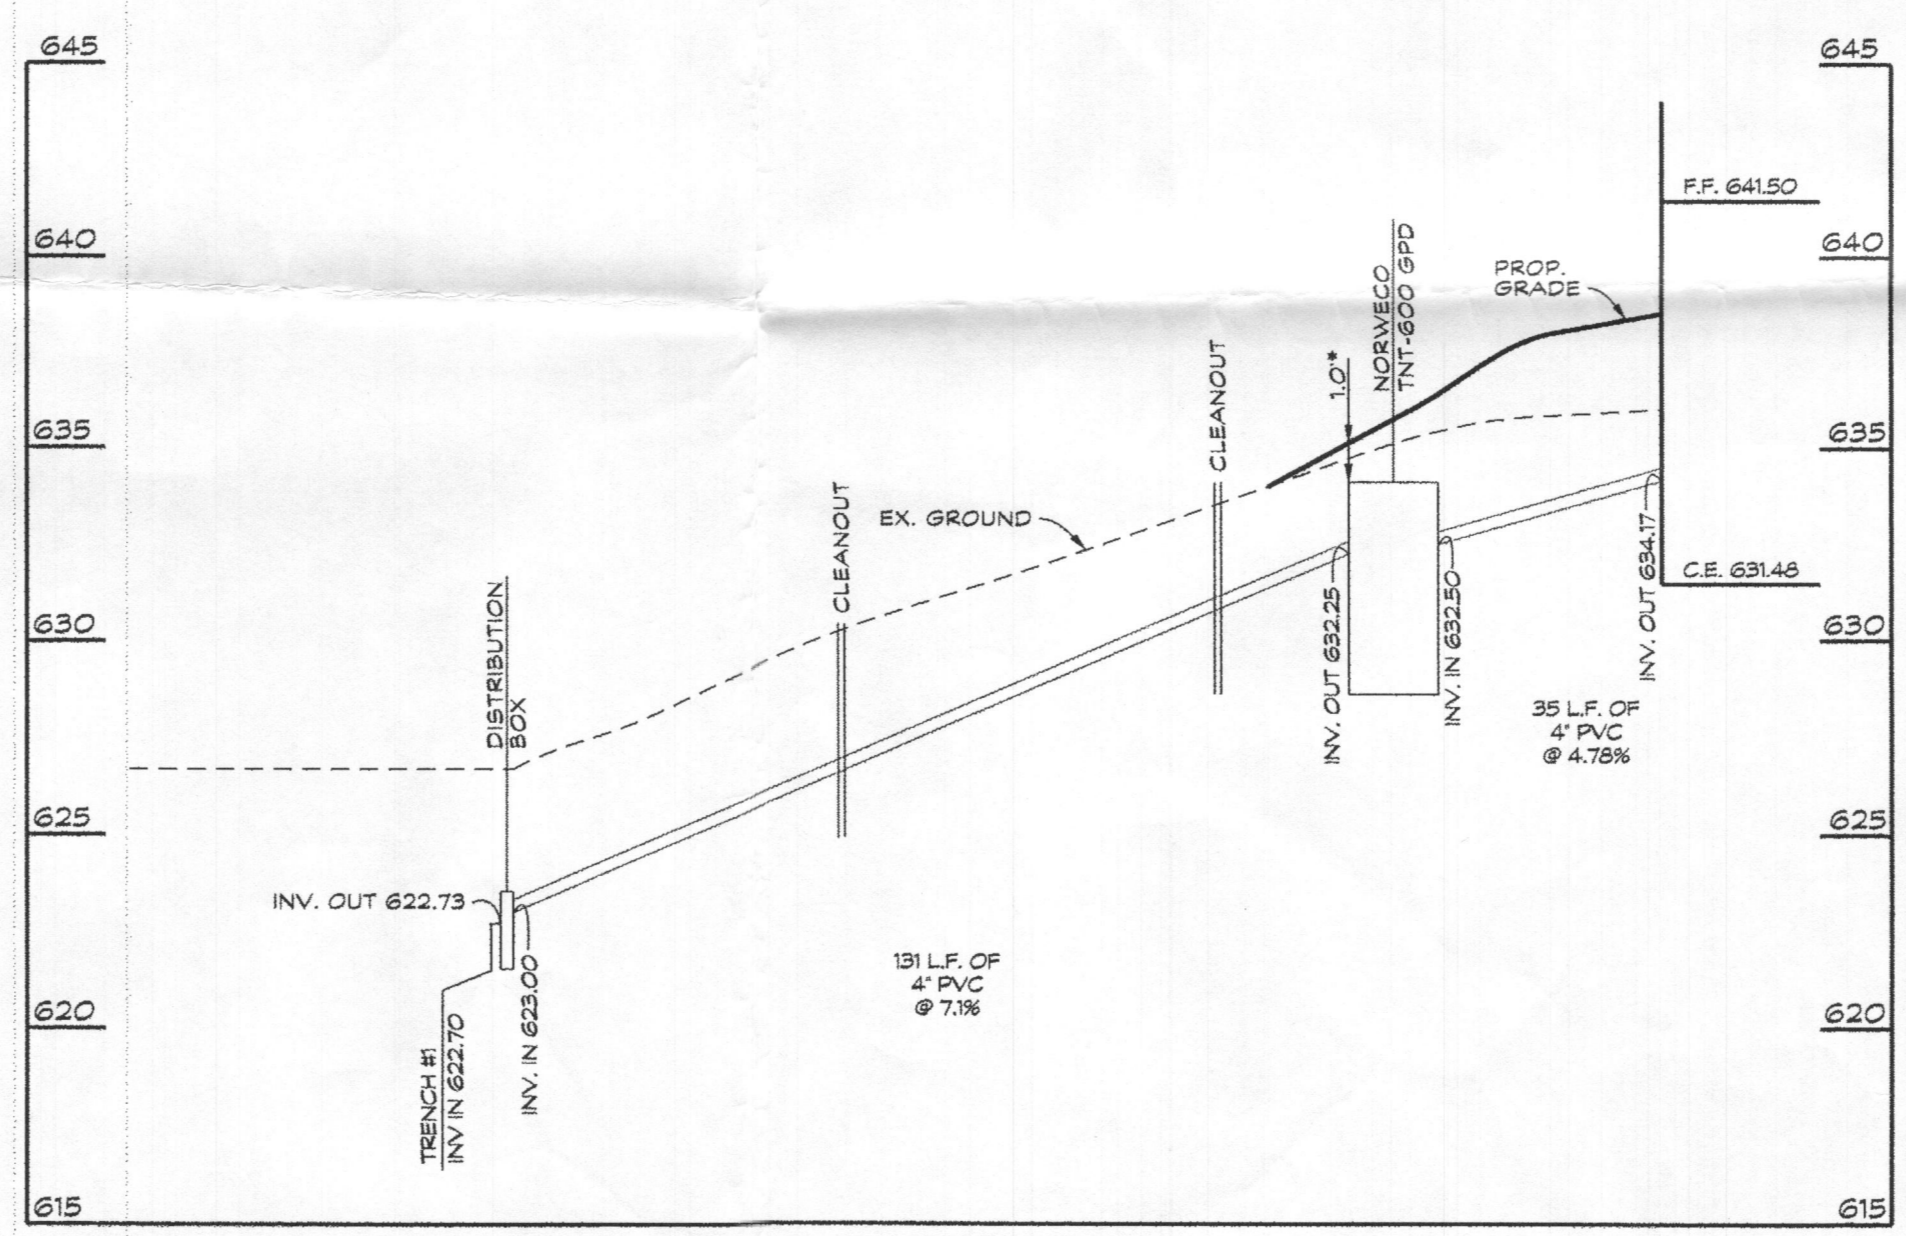 645
640
635
630
625
620
615
645
640
635
630
625
620
615
F.F. 641.50
C.E. 631.48
PROP.
GRADE
NORWECO
TNT-600 GPD
1.0'*
CLEANOUT
CLEANOUT
EX. GROUND
DISTRIBUTION
BOX
INV. OUT 632.25
INV. IN 632.50
INV. OUT 634.17
35 L.F. OF
4" PVC
@ 4.78%
INV. OUT 622.73
INV. IN 623.00
131 L.F. OF
4" PVC
@ 7.1%
TRENCH #1
INV IN 622.70